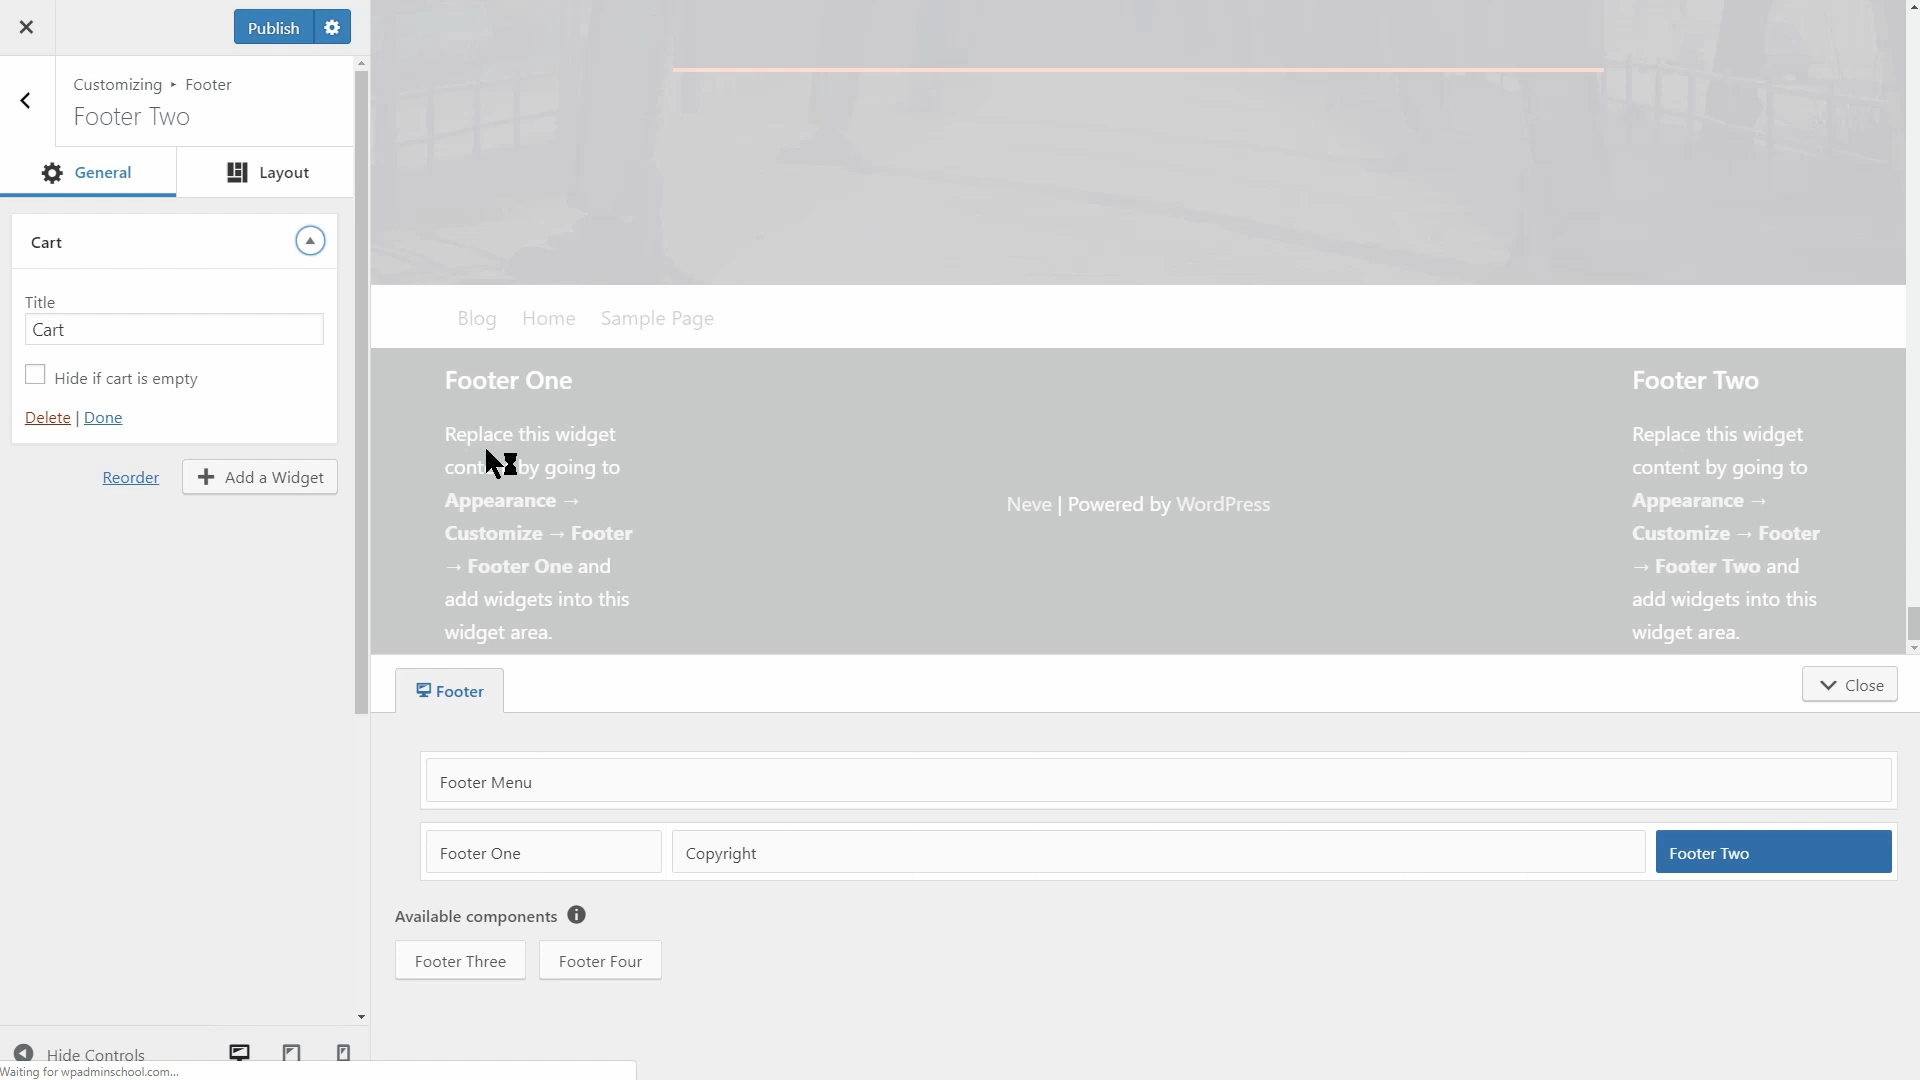 Publish
Customizing ▸ Footer
Footer Two
General
Layout
Cart
Title
Cart
Hide if cart is empty
Delete | Done
Reorder
Add a Widget
Hide Controls
Waiting for wpadminschool.com...
Blog Home Sample Page
Footer One
Replace this widget
content by going to
Appearance →
Customize → Footer
→ Footer One and
add widgets into this
widget area.
Neve | Powered by WordPress
Footer Two
Replace this widget
content by going to
Appearance →
Customize → Footer
→ Footer Two and
add widgets into this
widget area.
Footer
Close
Footer Menu
Footer One
Copyright
Footer Two
Available components
Footer Three
Footer Four